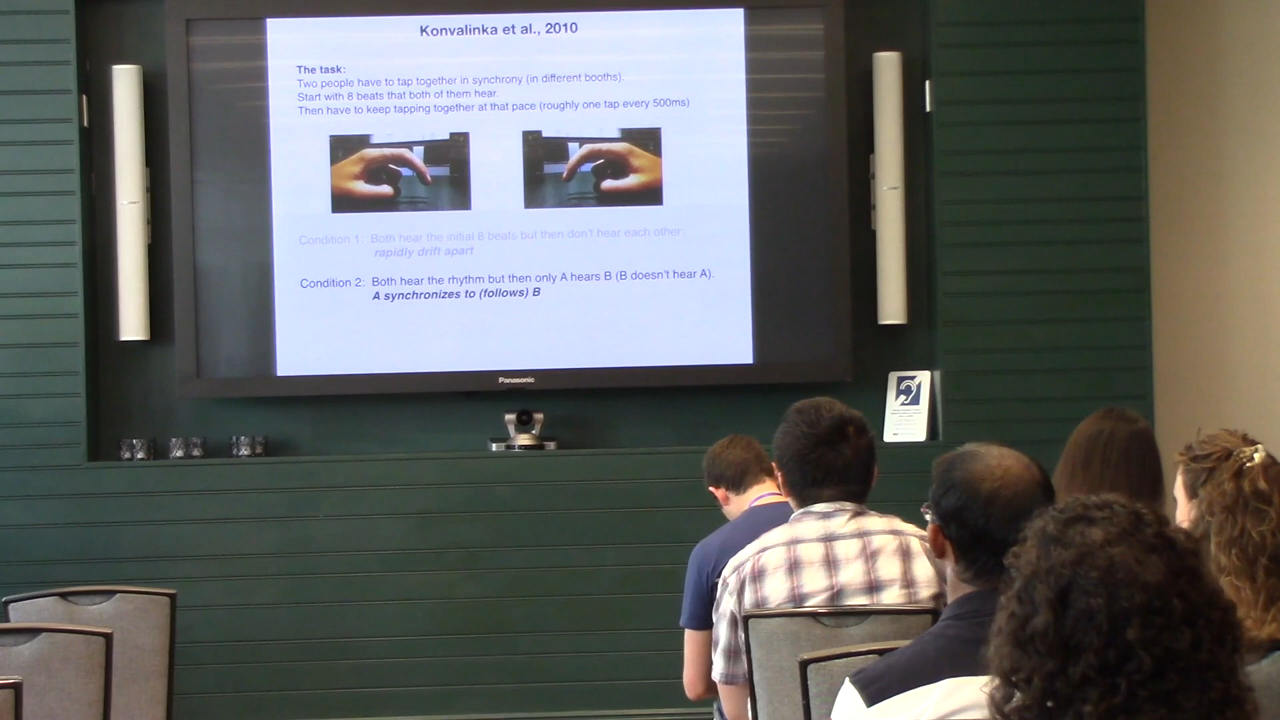 Konvalinka et al., 2010
The task:
Two people have to tap together in synchrony (in different booths).
Start with 8 beats that both of them hear.
Then have to keep tapping together at that pace (roughly one tap every 500ms)
Condition 1: Both hear the initial 8 beats but then don't hear each other:
rapidly drift apart
Condition 2: Both hear the rhythm but then only A hears B (B doesn't hear A).
A synchronizes to (follows) B
Panasonic